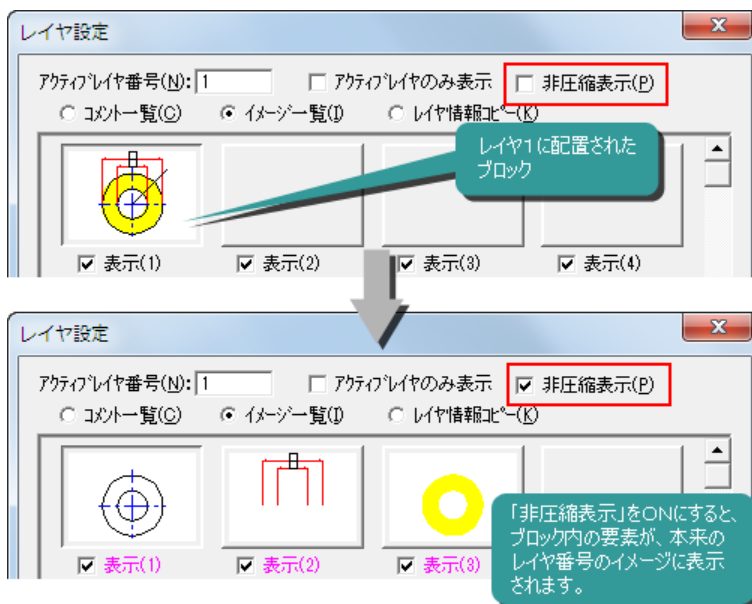 レイヤ設定
アクティブレイヤ番号(N): 1 アクティブレイヤのみ表示 非圧縮表示(P)
コメント一覧(C) イメージ一覧(I) レイヤ情報コピー(K)
レイヤ1に配置された
ブロック
表示(1) 表示(2) 表示(3) 表示(4)
レイヤ設定
アクティブレイヤ番号(N): 1 アクティブレイヤのみ表示 非圧縮表示(P)
コメント一覧(C) イメージ一覧(I) レイヤ情報コピー(K)
表示(1) 表示(2) 表示(3)
「非圧縮表示」をONにすると、
ブロック内の要素が、本来の
レイヤ番号のイメージに表示
されます。